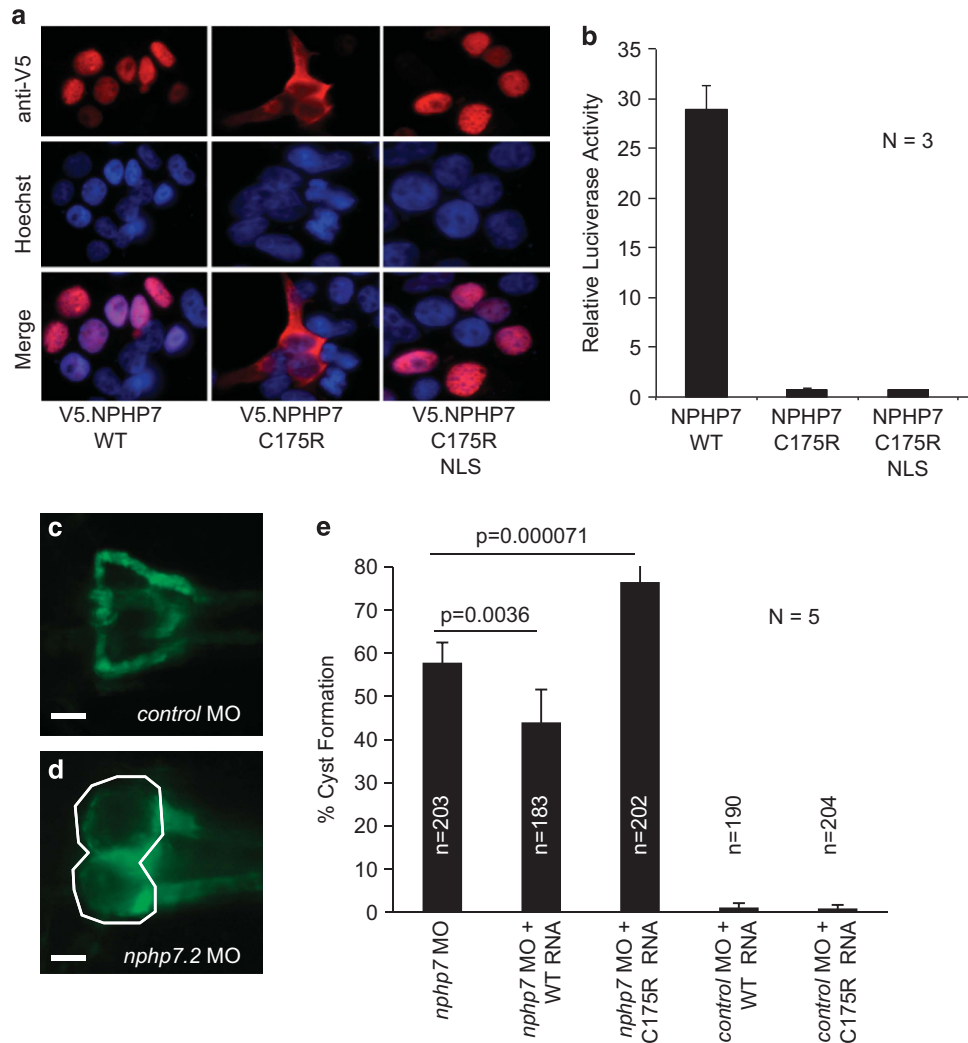 a
anti-V5
Hoechst
Merge
V5.NPHP7
WT
V5.NPHP7
C175R
V5.NPHP7
C175R
NLS
b
Relative Luciverase Activity
35
30
25
20
15
10
5
0
N = 3
NPHP7
WT
NPHP7
C175R
NPHP7
C175R
NLS
c
control MO
d
nphp7.2 MO
e
p=0.000071
p=0.0036
N = 5
% Cyst Formation
80
70
60
50
40
30
20
10
0
n=203
n=183
n=202
n=190
n=204
nphp7 MO
nphp7 MO +
WT RNA
nphp7 MO +
C175R RNA
control MO +
WT RNA
control MO +
C175R RNA